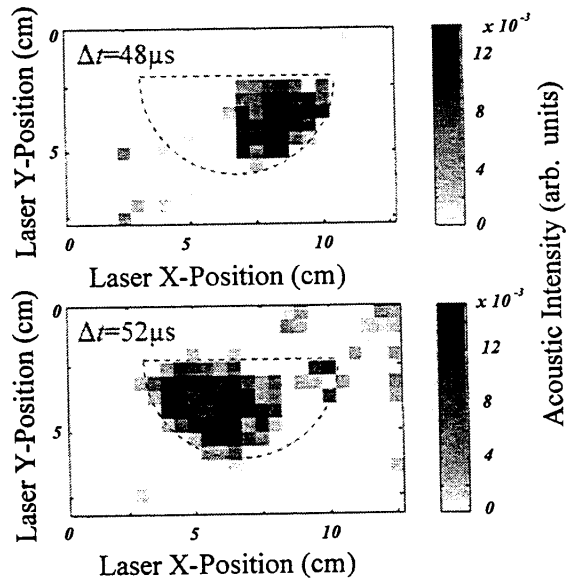 0
5
Laser Y-Position (cm)
Δt=48μs
0
5
10
Laser X-Position (cm)
x 10⁻³
12
8
4
0
Acoustic Intensity (arb. units)
0
5
Laser Y-Position (cm)
Δt=52μs
0
5
10
Laser X-Position (cm)
x 10⁻³
12
8
4
0